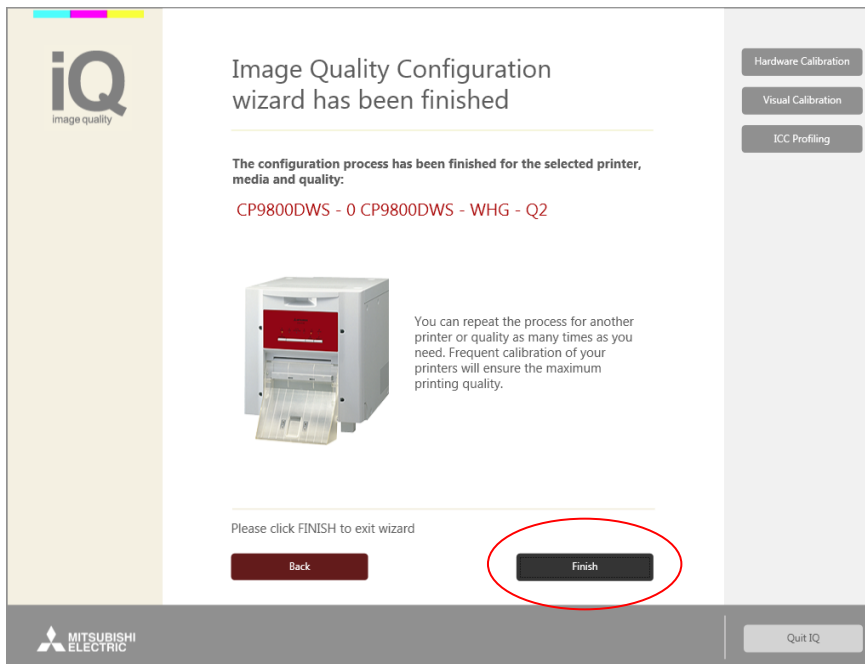 iQ
image quality
Image Quality Configuration
wizard has been finished
The configuration process has been finished for the selected printer,
media and quality:
CP9800DWS - 0 CP9800DWS - WHG - Q2
You can repeat the process for another
printer or quality as many times as you
need. Frequent calibration of your
printers will ensure the maximum
printing quality.
Please click FINISH to exit wizard
Back
Finish
Hardware Calibration
Visual Calibration
ICC Profiling
MITSUBISHI
ELECTRIC
Quit IQ